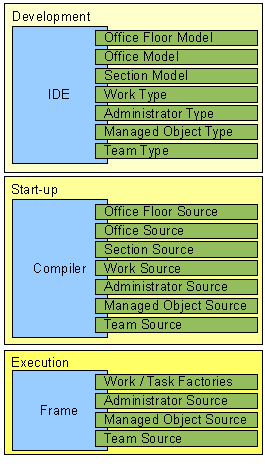 Development
IDE
Office Floor Model
Office Model
Section Model
Work Type
Administrator Type
Managed Object Type
Team Type
Start-up
Compiler
Office Floor Source
Office Source
Section Source
Work Source
Administrator Source
Managed Object Source
Team Source
Execution
Frame
Work / Task Factories
Administrator Source
Managed Object Source
Team Source